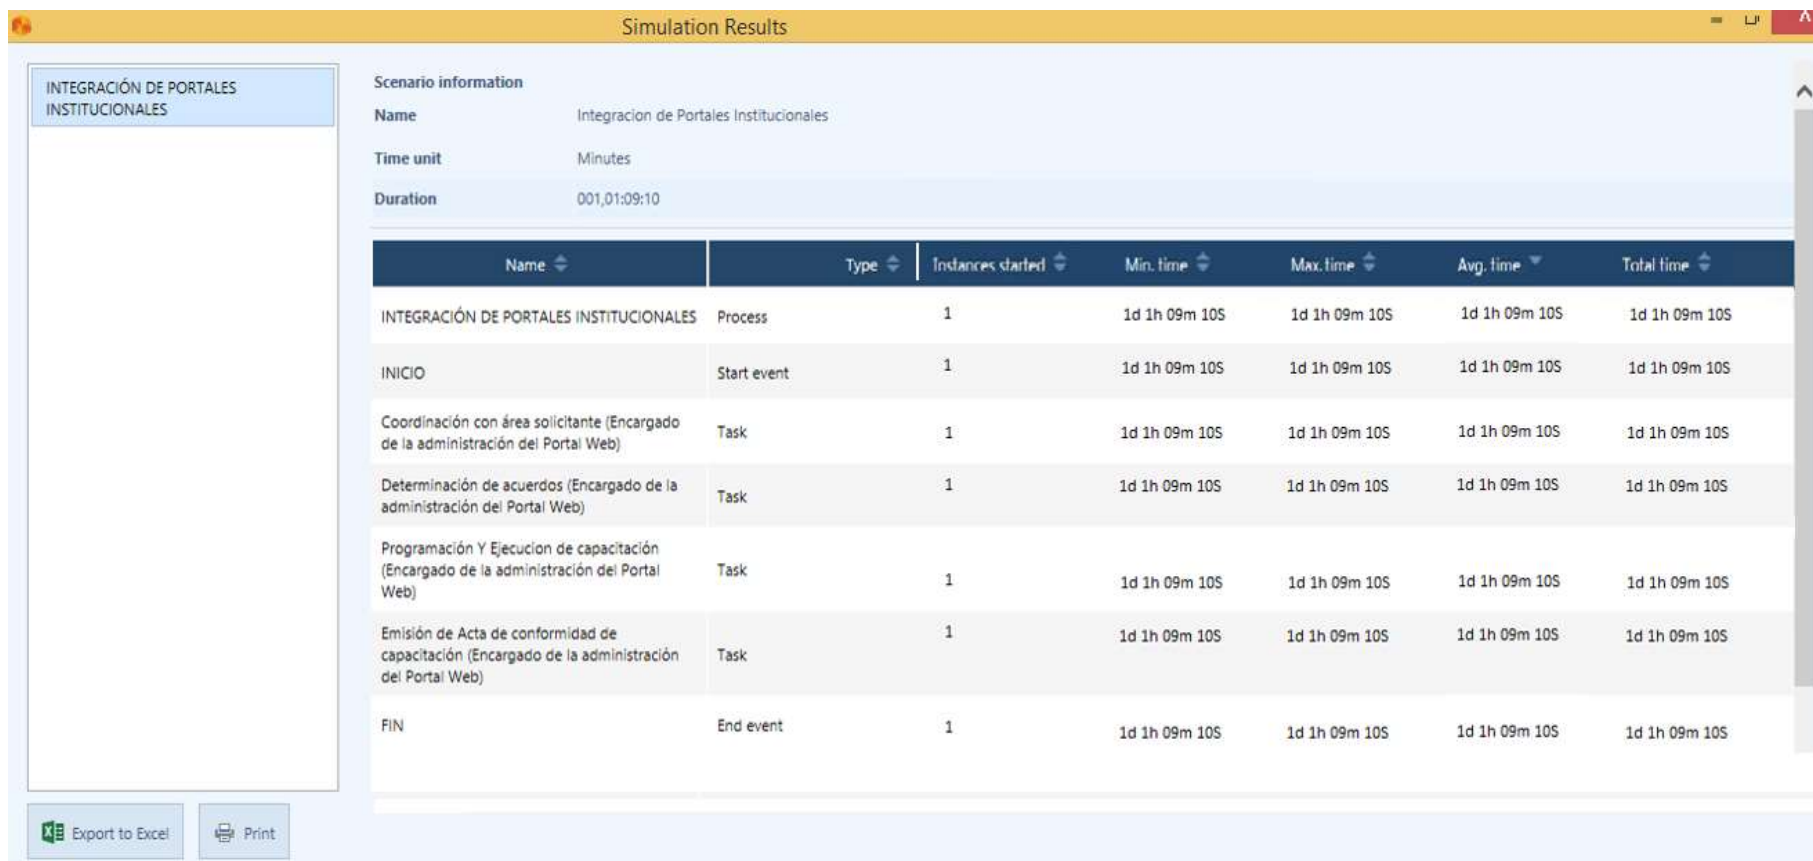 Simulation Results
INTEGRACIÓN DE PORTALES
INSTITUCIONALES
Scenario information
Name Integracion de Portales Institucionales
Time unit Minutes
Duration 001,01:09:10
Name Type Instances started Min. time Max. time Avg. time Total time
INTEGRACIÓN DE PORTALES INSTITUCIONALES Process 1 1d 1h 09m 10S 1d 1h 09m 10S 1d 1h 09m 10S 1d 1h 09m 10S
INICIO Start event 1 1d 1h 09m 10S 1d 1h 09m 10S 1d 1h 09m 10S 1d 1h 09m 10S
Coordinación con área solicitante (Encargado
de la administración del Portal Web) Task 1 1d 1h 09m 10S 1d 1h 09m 10S 1d 1h 09m 10S 1d 1h 09m 10S
Determinación de acuerdos (Encargado de la
administración del Portal Web) Task 1 1d 1h 09m 10S 1d 1h 09m 10S 1d 1h 09m 10S 1d 1h 09m 10S
Programación Y Ejecucion de capacitación
(Encargado de la administración del Portal
Web) Task 1 1d 1h 09m 10S 1d 1h 09m 10S 1d 1h 09m 10S 1d 1h 09m 10S
Emisión de Acta de conformidad de
capacitación (Encargado de la administración
del Portal Web) Task 1 1d 1h 09m 10S 1d 1h 09m 10S 1d 1h 09m 10S 1d 1h 09m 10S
FIN End event 1 1d 1h 09m 10S 1d 1h 09m 10S 1d 1h 09m 10S 1d 1h 09m 10S
Export to Excel Print